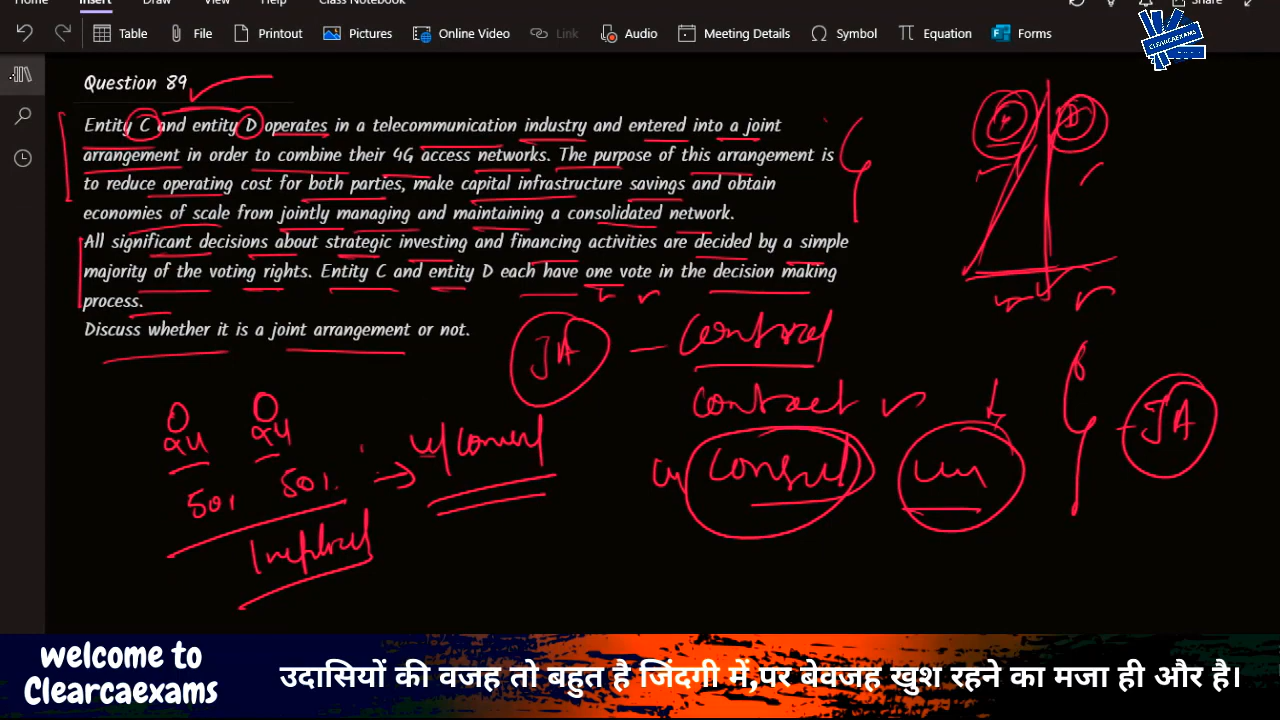 Home Insert Draw View Help Class Notebook Share
Table File Printout Pictures Online Video Link Audio Meeting Details Symbol Equation Forms
CLEARCAEXAMS
Question 89
Entity C and entity D operates in a telecommunication industry and entered into a joint
arrangement in order to combine their 4G access networks. The purpose of this arrangement is
to reduce operating cost for both parties, make capital infrastructure savings and obtain
economies of scale from jointly managing and maintaining a consolidated network.
All significant decisions about strategic investing and financing activities are decided by a simple
majority of the voting rights. Entity C and entity D each have one vote in the decision making
process.
Discuss whether it is a joint arrangement or not.
JA - control
contract
JA
50% 50%
Implied
welcome to
Clearcaexams
उदासियों की वजह तो बहुत है जिंदगी में,पर बेवजह खुश रहने का मजा ही और है।